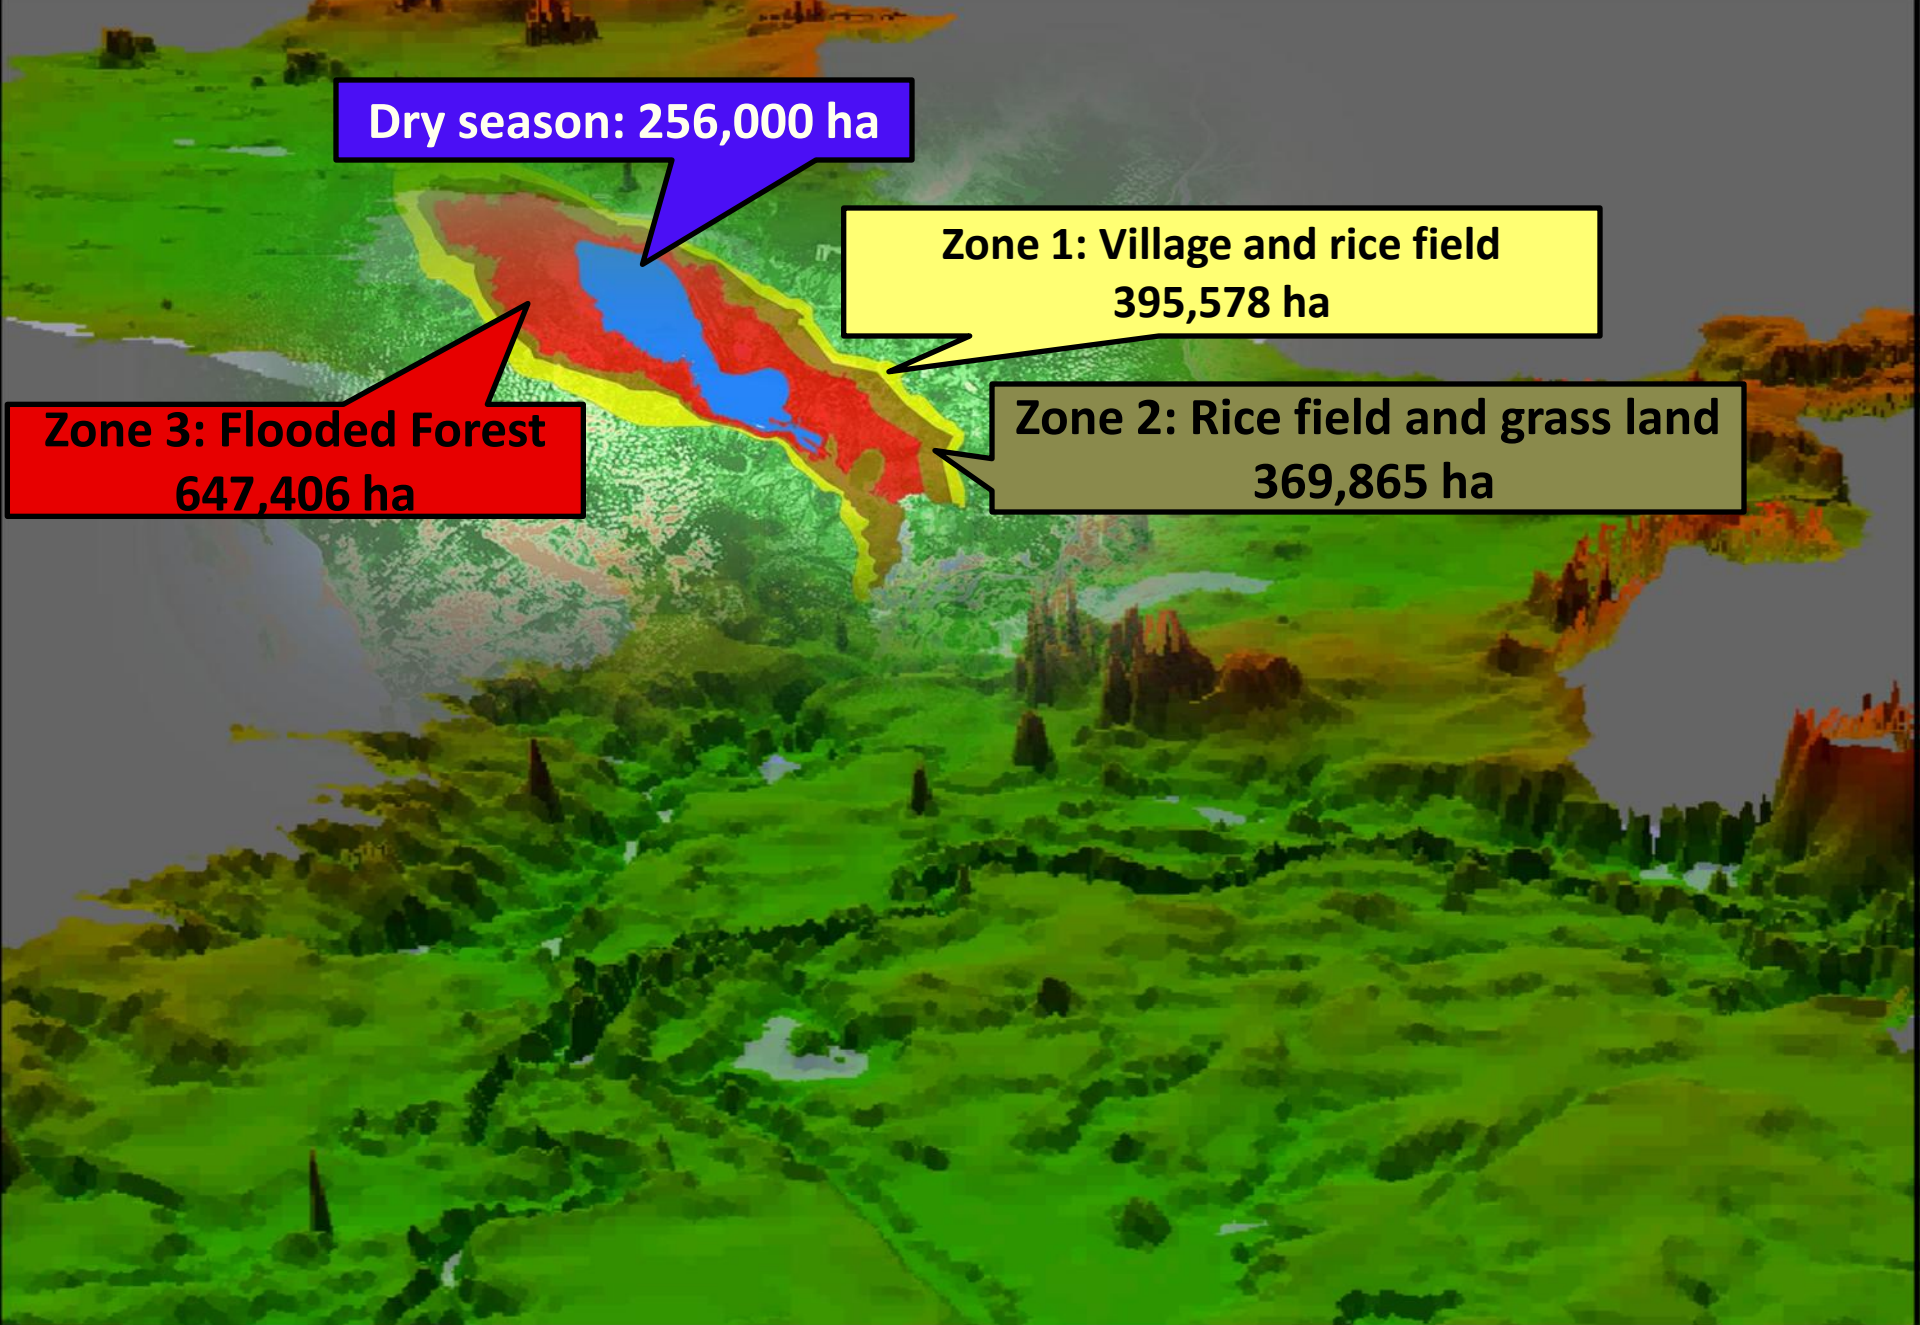 Dry season: 256,000 ha
Zone 1: Village and rice field
395,578 ha
Zone 2: Rice field and grass land
369,865 ha
Zone 3: Flooded Forest
647,406 ha